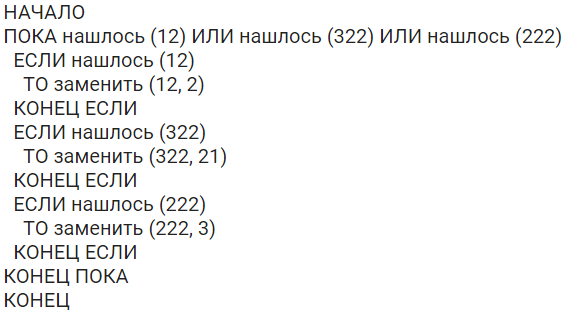 НАЧАЛО
ПОКА нашлось (12) ИЛИ нашлось (322) ИЛИ нашлось (222)
ЕСЛИ нашлось (12)
ТО заменить (12, 2)
КОНЕЦ ЕСЛИ
ЕСЛИ нашлось (322)
ТО заменить (322, 21)
КОНЕЦ ЕСЛИ
ЕСЛИ нашлось (222)
ТО заменить (222, 3)
КОНЕЦ ЕСЛИ
КОНЕЦ ПОКА
КОНЕЦ